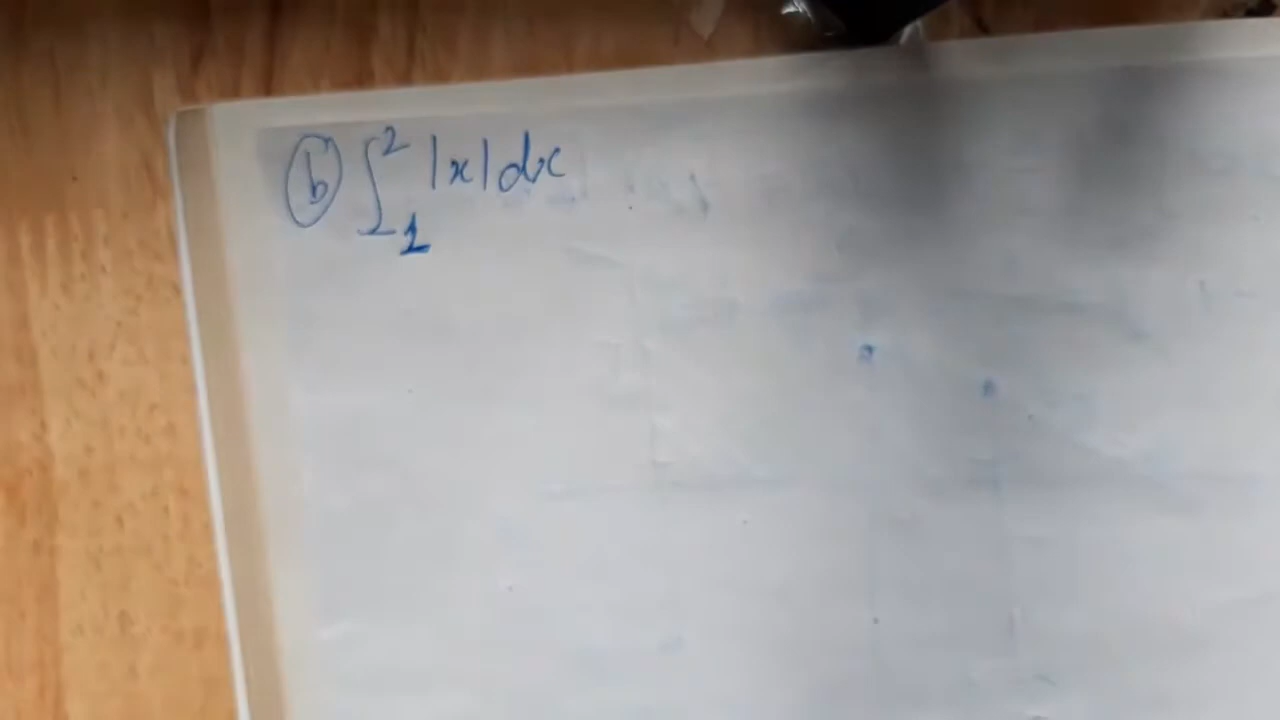 (b) ∫₋₁² |x| dx